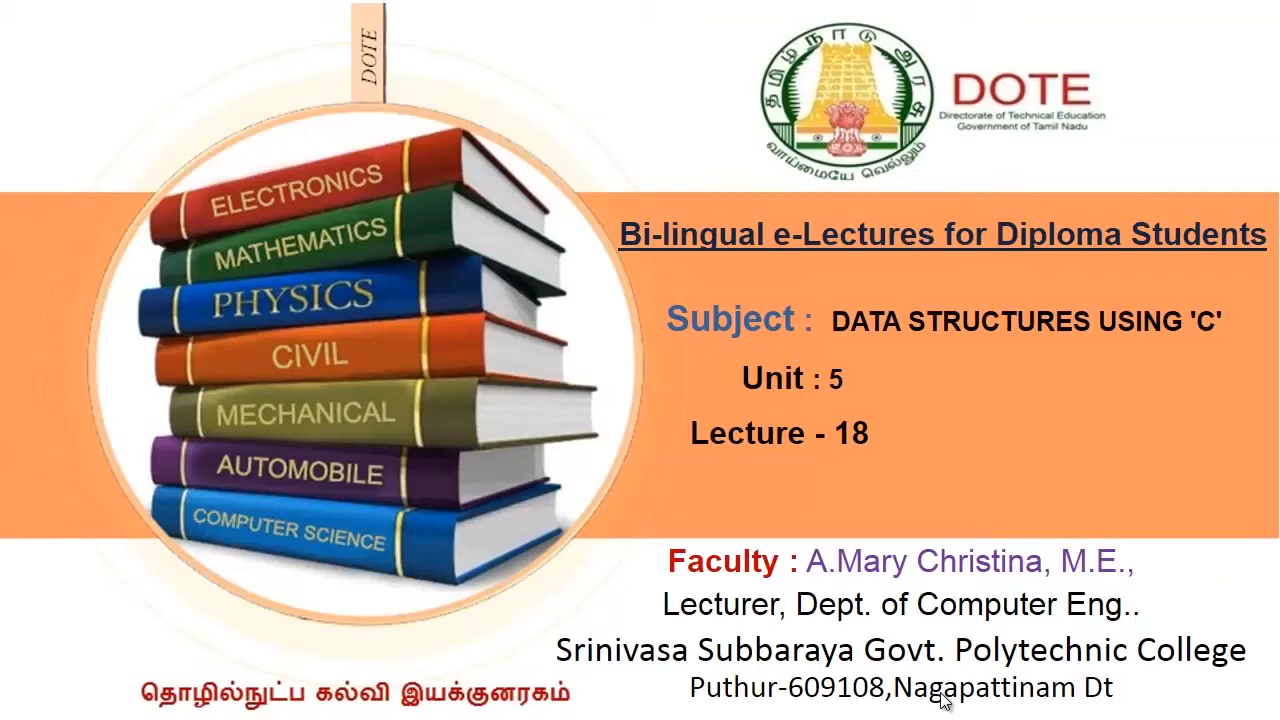 DOTE
தமிழ்நாடு அரசு
வாய்மையே வெல்லும்
DOTE
Directorate of Technical Education
Government of Tamil Nadu
ELECTRONICS
MATHEMATICS
PHYSICS
CIVIL
MECHANICAL
AUTOMOBILE
COMPUTER SCIENCE
Bi-lingual e-Lectures for Diploma Students
Subject : DATA STRUCTURES USING 'C'
Unit : 5
Lecture - 18
Faculty : A.Mary Christina, M.E.,
Lecturer, Dept. of Computer Eng..
Srinivasa Subbaraya Govt. Polytechnic College
Puthur-609108,Nagapattinam Dt
தொழில்நுட்ப கல்வி இயக்குனரகம்